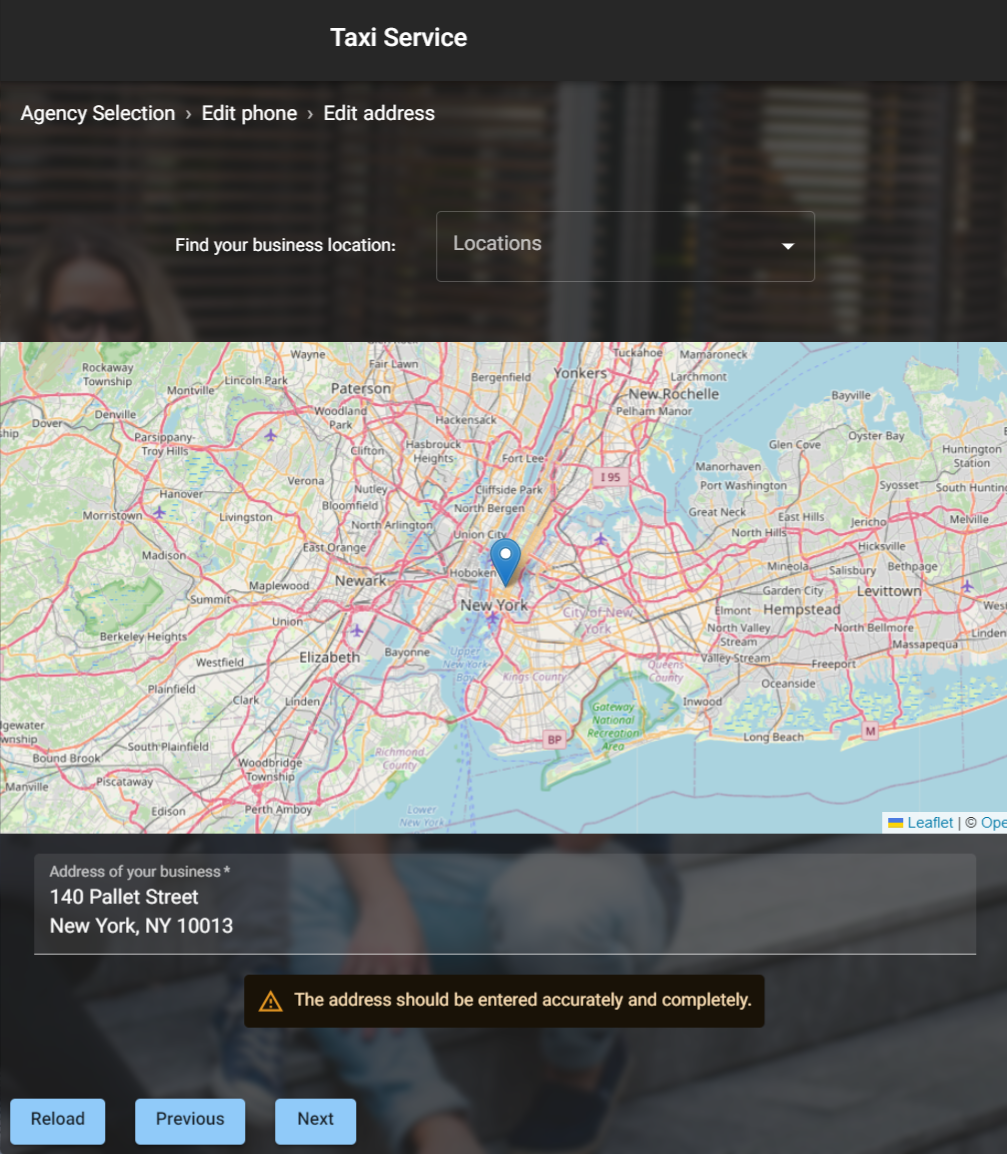 Taxi Service
Agency Selection › Edit phone › Edit address
Find your business location:
Locations
Wayne
Fair Lawn
Tuckahoe
Mamaroneck
Rockaway
Township
Lincoln Park
Montville
Paterson
Bergenfield
Yonkers
Larchmont
New Rochelle
Bayville
Denville
Dover
Woodland
Park
Hackensack
Pelham Manor
Parsippany-
Troy Hills
Clifton
Hasbrouck
Heights
Fort Lee
Glen Cove
Oyster Bay
Huntington
Station
I 95
Manorhaven
Port Washington
Syosset
South Hunting
Verona
Nutley
Cliffside Park
Hanover
Bloomfield
North Bergen
Great Neck
East Hills
Morristown
Livingston
North Arlington
Union City
North Hills
Jericho
Melville
Madison
East Orange
Hoboken
Hicksville
Mineola
Salisbury
Bethpage
Maplewood
Newark
Garden City
Levittown
Summit
New York
City of New
York
Elmont
Hempstead
Union
North Valley
Stream
North Bellmore
Berkeley Heights
Massapequa
Linden
Westfield
Elizabeth
Bayonne
Upper
New York
Bay
Kings County
Queens
County
Valley Stream
Freeport
Plainfield
Clark
Linden
Gateway
National
Recreation
Area
Inwood
Oceanside
BP
Long Beach
M
South Plainfield
Bound Brook
Woodbridge
Township
Richmond
County
Manville
Piscataway
Edison
Perth Amboy
Lower
New York
Leaflet | © Ope
Address of your business *
140 Pallet Street
New York, NY 10013
The address should be entered accurately and completely.
Reload
Previous
Next